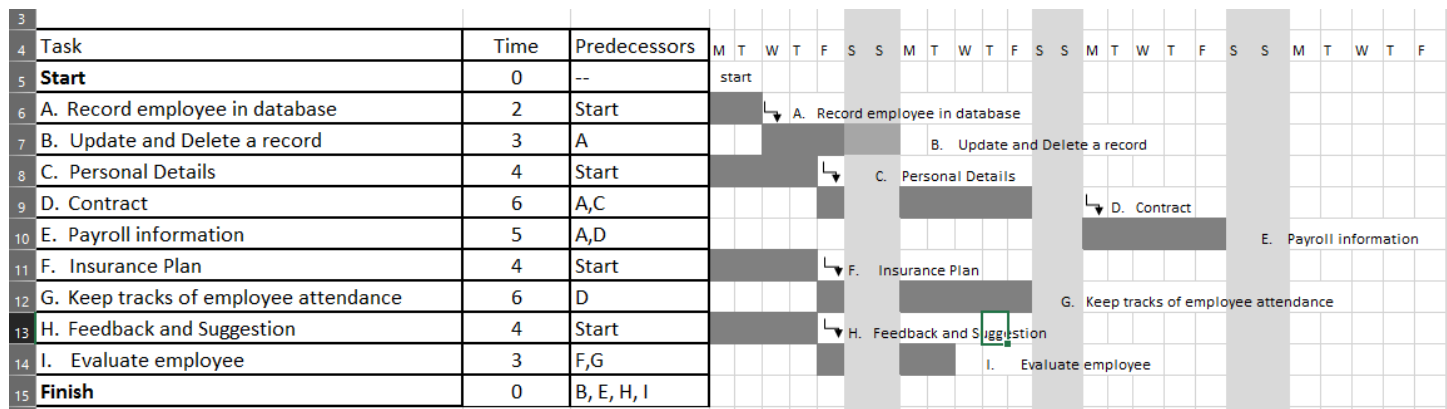 3
4 Task Time Predecessors M T W T F S S M T W T F S S M T W T F S S M T W T F
5 Start 0 -- start
6 A. Record employee in database 2 Start A. Record employee in database
7 B. Update and Delete a record 3 A B. Update and Delete a record
8 C. Personal Details 4 Start C. Personal Details
9 D. Contract 6 A,C D. Contract
10 E. Payroll information 5 A,D E. Payroll information
11 F. Insurance Plan 4 Start F. Insurance Plan
12 G. Keep tracks of employee attendance 6 D G. Keep tracks of employee attendance
13 H. Feedback and Suggestion 4 Start H. Feedback and Suggestion
14 I. Evaluate employee 3 F,G I. Evaluate employee
15 Finish 0 B, E, H, I